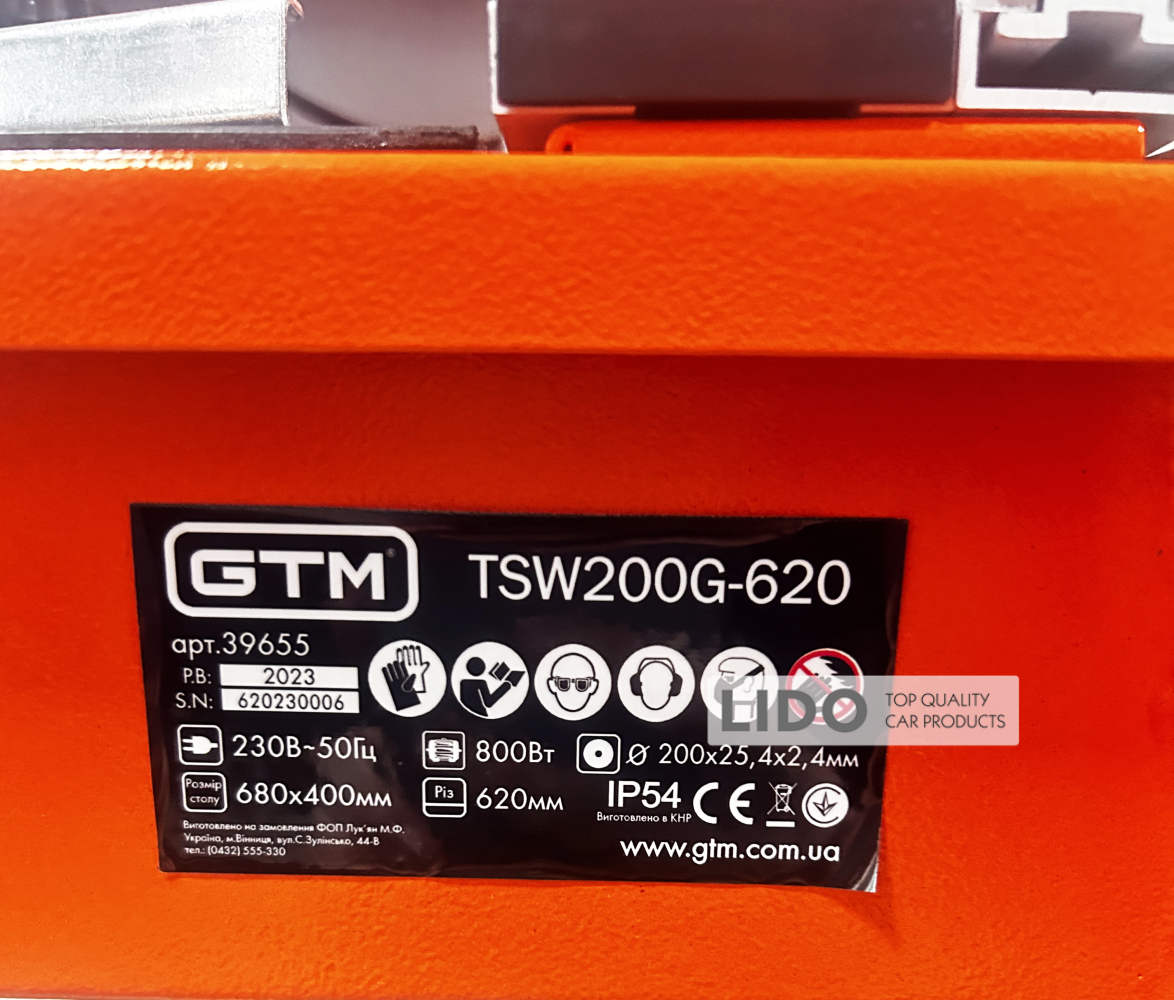 GTM®
TSW200G-620
арт.39655
P.B: 2023
S.N: 620230006
230В~50Гц
800Вт
Ø 200x25,4x2,4мм
Розмір столу
680x400мм
Різ
620мм
IP54 CE
Виготовлено в КНР
Виготовлено на замовлення ФОП Лук'ян М.Ф.
Україна, м.Вінниця, вул.С.Зулінсько, 44-В
тел.: (0432) 555-330
www.gtm.com.ua
LIDO
TOP QUALITY
CAR PRODUCTS